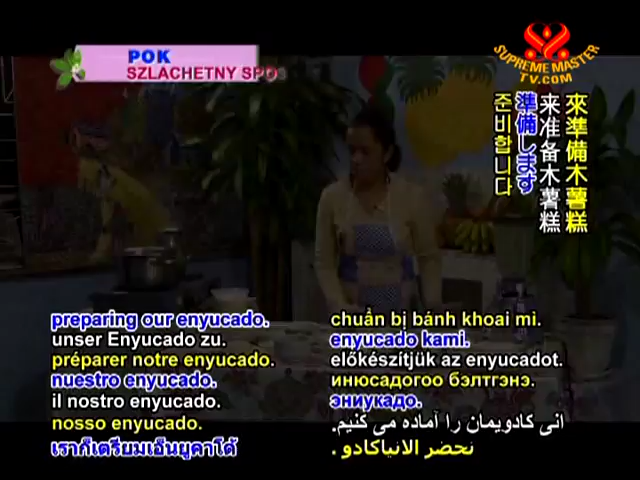 POK
SZLACHETNY SPO
SUPREME MASTER
TV.COM
來準備木薯糕
来准备木薯糕
準備します
준비합니다
preparing our enyucado.
unser Enyucado zu.
préparer notre enyucado.
nuestro enyucado.
il nostro enyucado.
nosso enyucado.
เราก็เตรียมเอ็นยูคาโด้
chuẩn bị bánh khoai mì.
enyucado kami.
előkészítjük az enyucadot.
инюсадогоо бэлтгэнэ.
эниукадо.
انی کادویمان را آماده می کنیم.
نحضر الانياكادو .